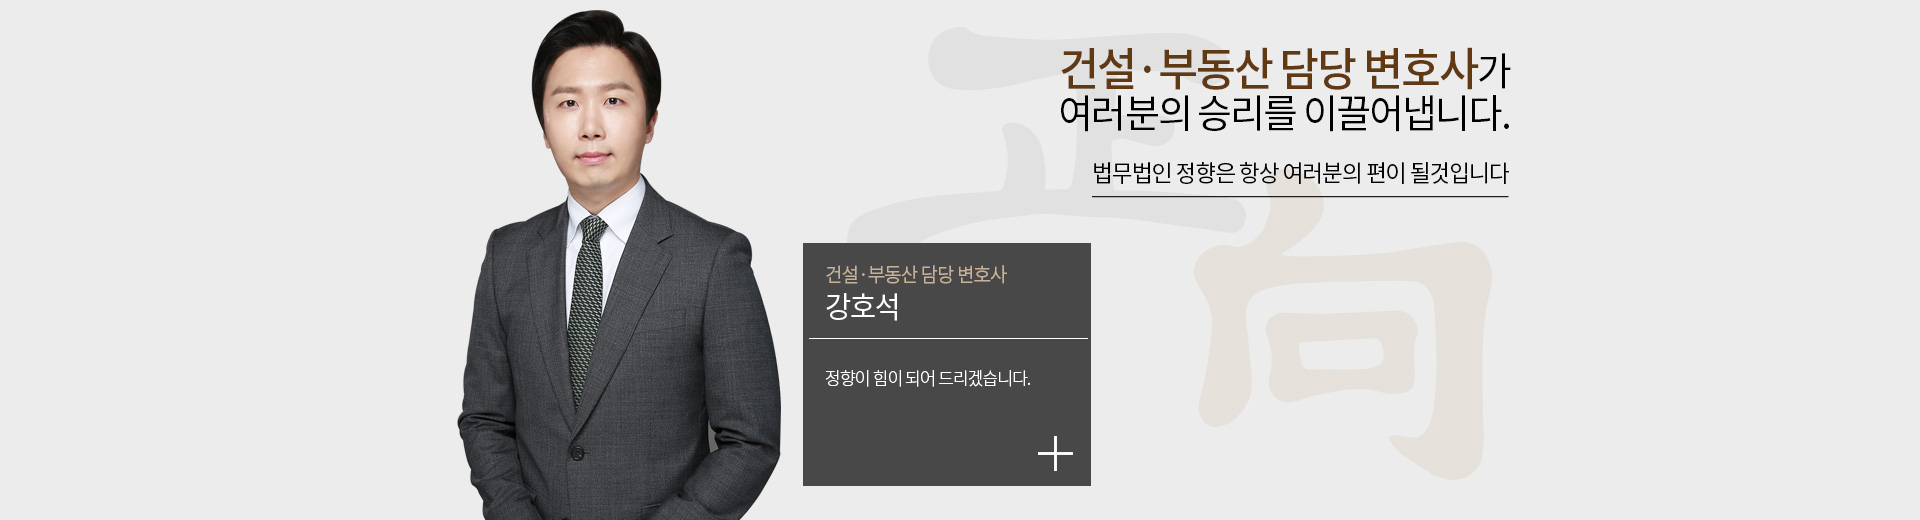 건설·부동산 담당 변호사가
여러분의 승리를 이끌어냅니다.
법무법인 정향은 항상 여러분의 편이 될것입니다
正向
건설·부동산 담당 변호사
강호석
정향이 힘이 되어 드리겠습니다.